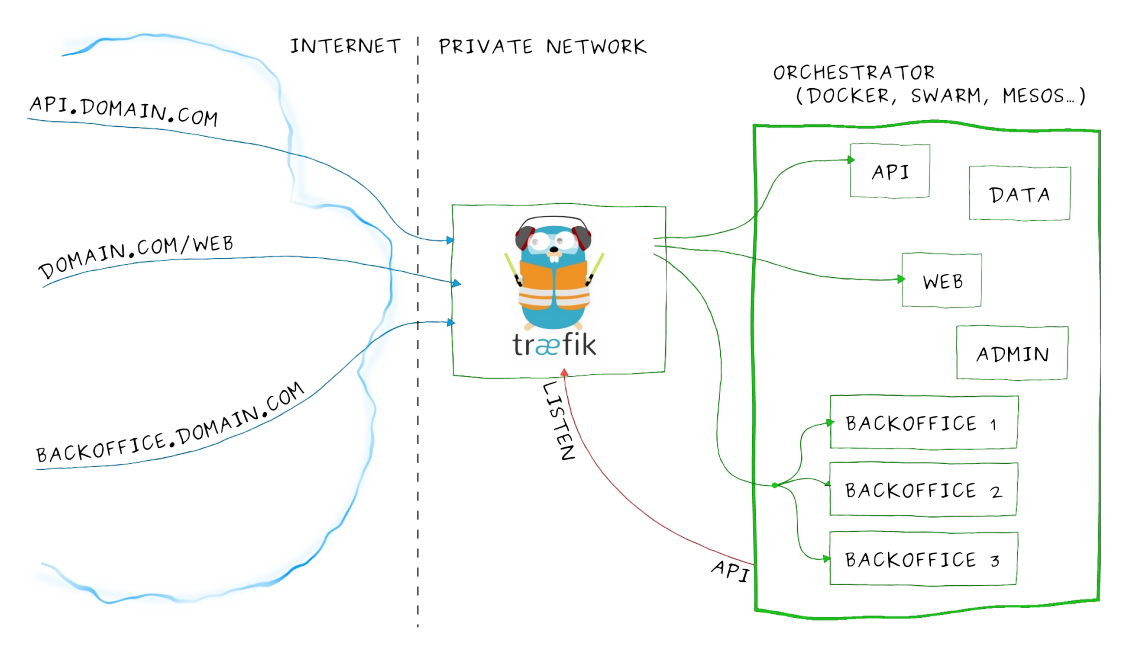 INTERNET
PRIVATE NETWORK
ORCHESTRATOR
(DOCKER, SWARM, MESOS...)
API.DOMAIN.COM
API
DATA
DOMAIN.COM/WEB
WEB
træfik
ADMIN
LISTEN
BACKOFFICE.DOMAIN.COM
BACKOFFICE 1
BACKOFFICE 2
BACKOFFICE 3
API